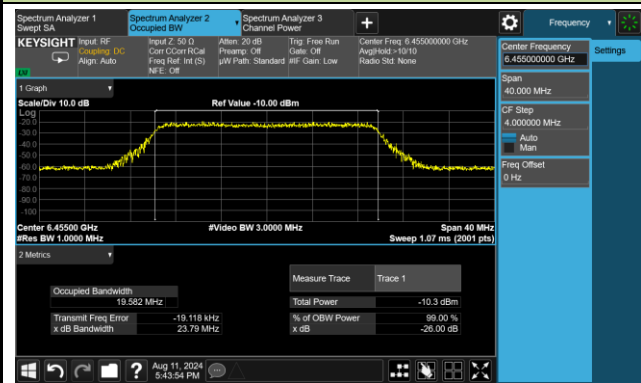 Spectrum Analyzer 1
Swept SA
Spectrum Analyzer 2
Occupied BW
Spectrum Analyzer 3
Channel Power
+
Frequency
KEYSIGHT
Input: RF
Coupling: DC
Align: Auto
Input Z: 50 Ω
Corr CCorr RCal
Freq Ref: Int (S)
NFE: Off
Atten: 20 dB
Preamp: Off
µW Path: Standard
Trig: Free Run
Gate: Off
#IF Gain: Low
Center Freq: 6.455000000 GHz
Avg|Hold:>10/10
Radio Std: None
1 Graph
Scale/Div 10.0 dB
Ref Value -10.00 dBm
Log
-20.0
-30.0
-40.0
-50.0
-60.0
-70.0
-80.0
-90.0
-100
Center 6.45500 GHz
#Video BW 3.0000 MHz
Span 40 MHz
#Res BW 1.0000 MHz
Sweep 1.07 ms (2001 pts)
2 Metrics
Measure Trace
Trace 1
Occupied Bandwidth
19.582 MHz
Total Power
-10.3 dBm
Transmit Freq Error
-19.118 kHz
% of OBW Power
99.00 %
x dB Bandwidth
23.79 MHz
x dB
-26.00 dB
Center Frequency
6.455000000 GHz
Settings
Span
40.000 MHz
CF Step
4.000000 MHz
Auto
Man
Freq Offset
0 Hz
?
Aug 11, 2024
5:43:54 PM